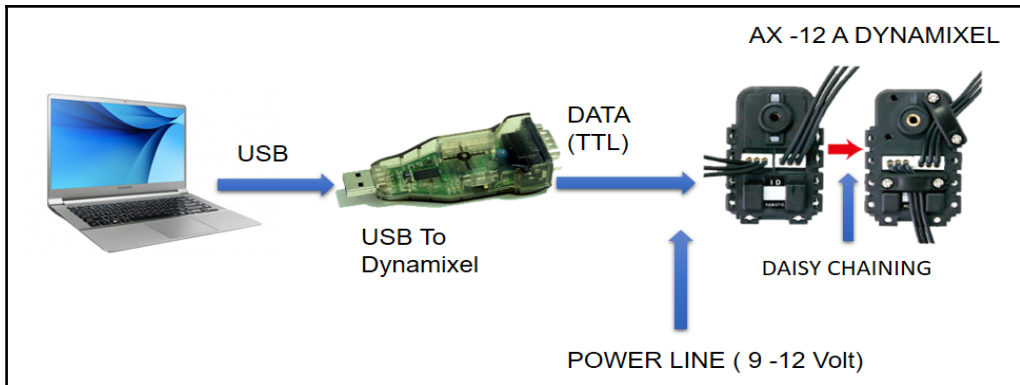 AX -12 A DYNAMIXEL
USB
DATA
(TTL)
USB To
Dynamixel
I D
DAISY CHAINING
POWER LINE ( 9 -12 Volt)